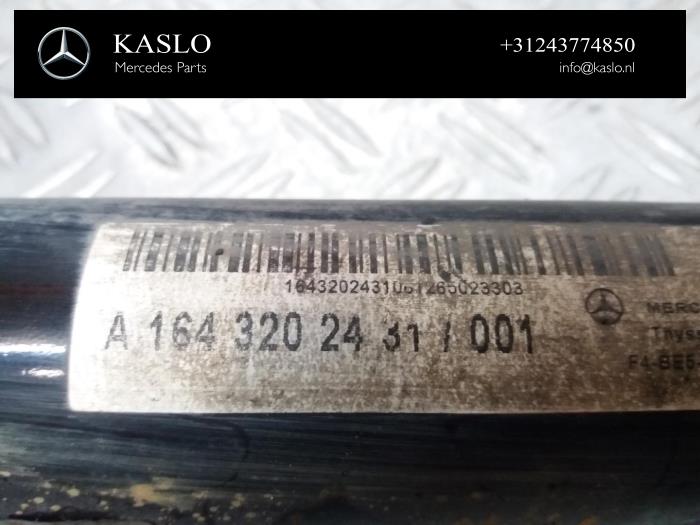 KASLO
Mercedes Parts
+31243774850
info@kaslo.nl
A 164 320 24 31 / 001